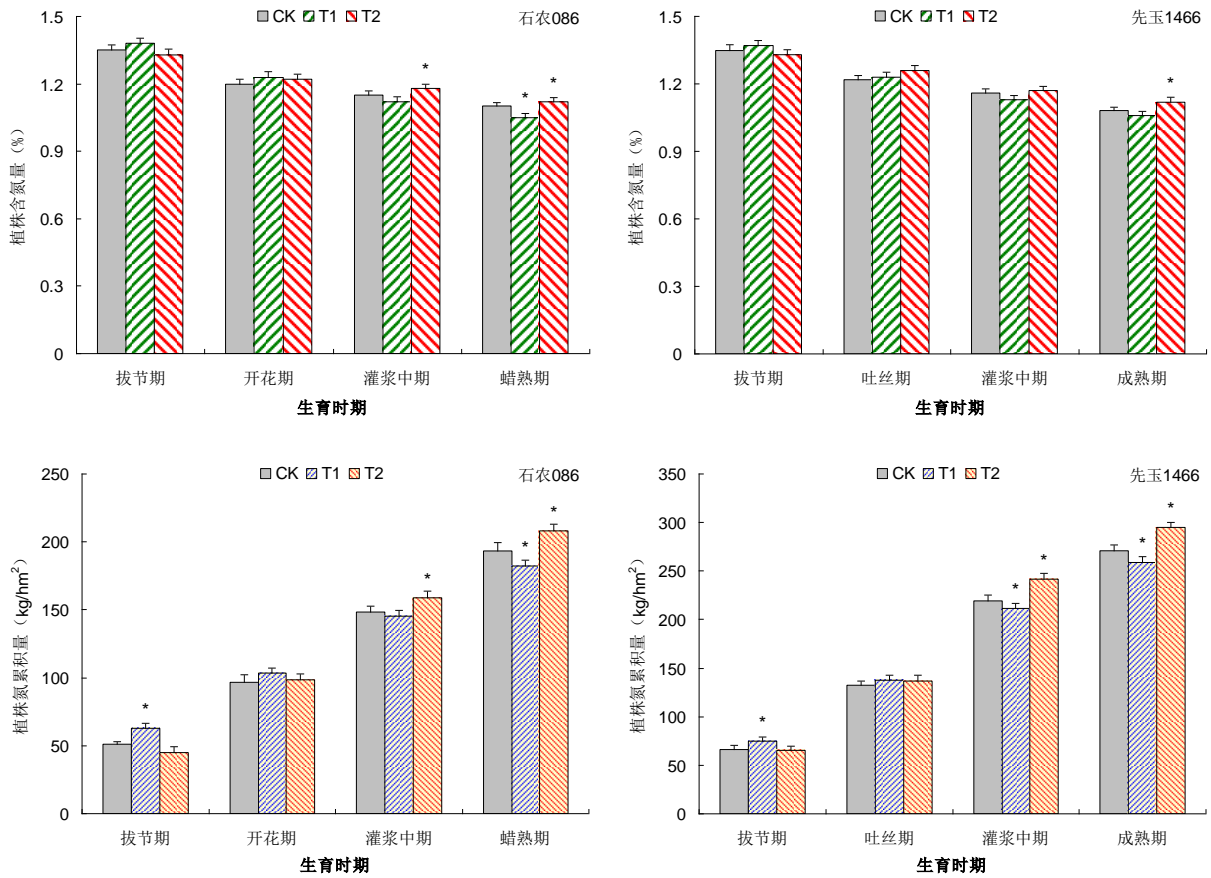 CK T1 T2
石农086
植株含氮量（%）
1.5
1.2
0.9
0.6
0.3
0
* * *
拔节期 开花期 灌浆中期 蜡熟期
生育时期
CK T1 T2
先玉1466
植株含氮量（%）
1.5
1.2
0.9
0.6
0.3
0
*
拔节期 吐丝期 灌浆中期 成熟期
生育时期
CK T1 T2
石农086
植株氮累积量（kg/hm²）
250
200
150
100
50
0
* * * *
拔节期 开花期 灌浆中期 蜡熟期
生育时期
CK T1 T2
先玉1466
植株氮累积量（kg/hm²）
350
300
250
200
150
100
50
0
* * * * *
拔节期 吐丝期 灌浆中期 成熟期
生育时期